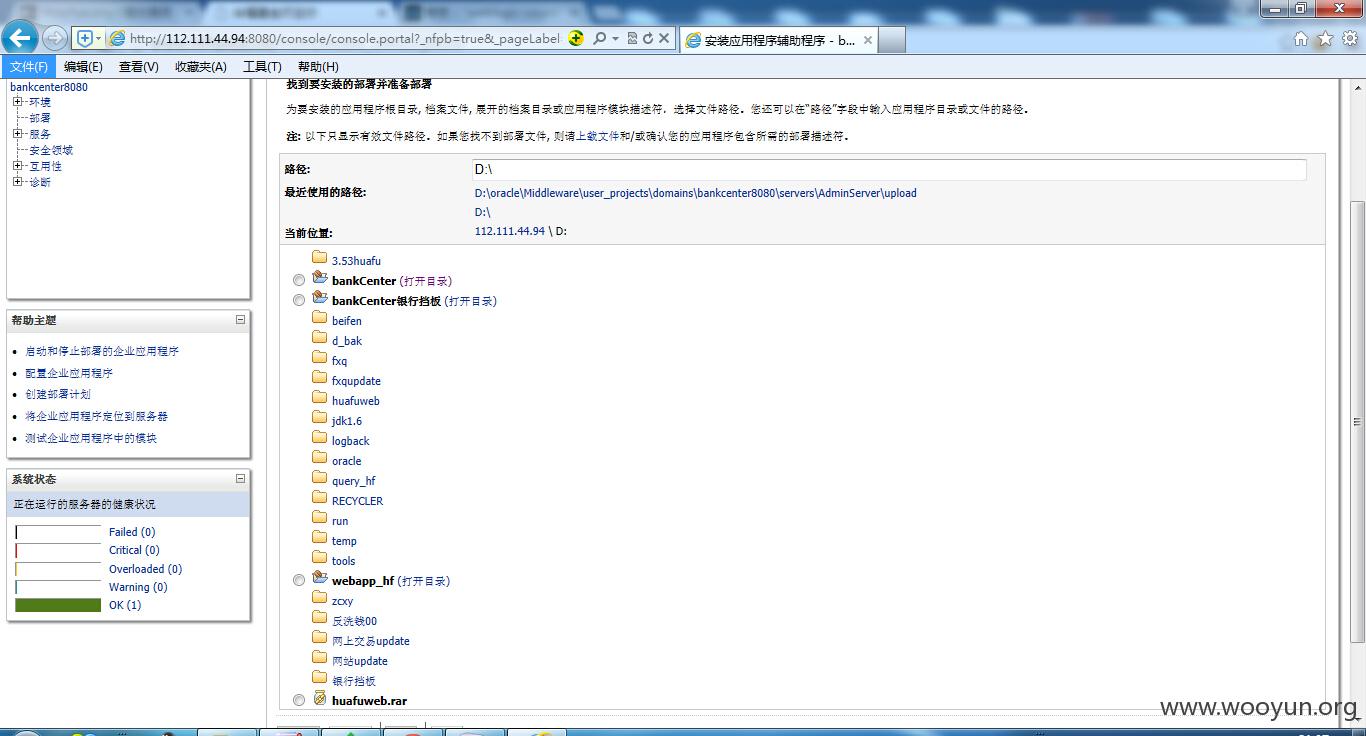 http://112.111.44.94:8080/console/console.portal?_nfpb=true&_pageLabel
安装应用程序辅助程序 - b...
文件(F) 编辑(E) 查看(V) 收藏夹(A) 工具(T) 帮助(H)
bankcenter8080
环境
部署
服务
安全领域
互用性
诊断
帮助主题
启动和停止部署的企业应用程序
配置企业应用程序
创建部署计划
将企业应用程序定位到服务器
测试企业应用程序中的模块
系统状态
正在运行的服务器的健康状况
Failed (0)
Critical (0)
Overloaded (0)
Warning (0)
OK (1)
找到要安装的部署并准备部署
为要安装的应用程序根目录, 档案文件, 展开的档案目录或应用程序模块描述符. 选择文件路径. 您还可以在"路径"字段中输入应用程序目录或文件的路径.
注: 以下只显示有效文件路径. 如果您找不到部署文件, 则请上载文件和/或确认您的应用程序包含所需的部署描述符.
路径: D:\
最近使用的路径: D:\oracle\Middleware\user_projects\domains\bankcenter8080\servers\AdminServer\upload
D:\
当前位置: 112.111.44.94 \ D:
3.53huafu
bankCenter (打开目录)
bankCenter银行挡板 (打开目录)
beifen
d_bak
fxq
fxqupdate
huafuweb
jdk1.6
logback
oracle
query_hf
RECYCLER
run
temp
tools
webapp_hf (打开目录)
zcxy
反洗钱00
网上交易update
网站update
银行挡板
huafuweb.rar
www.wooyun.org